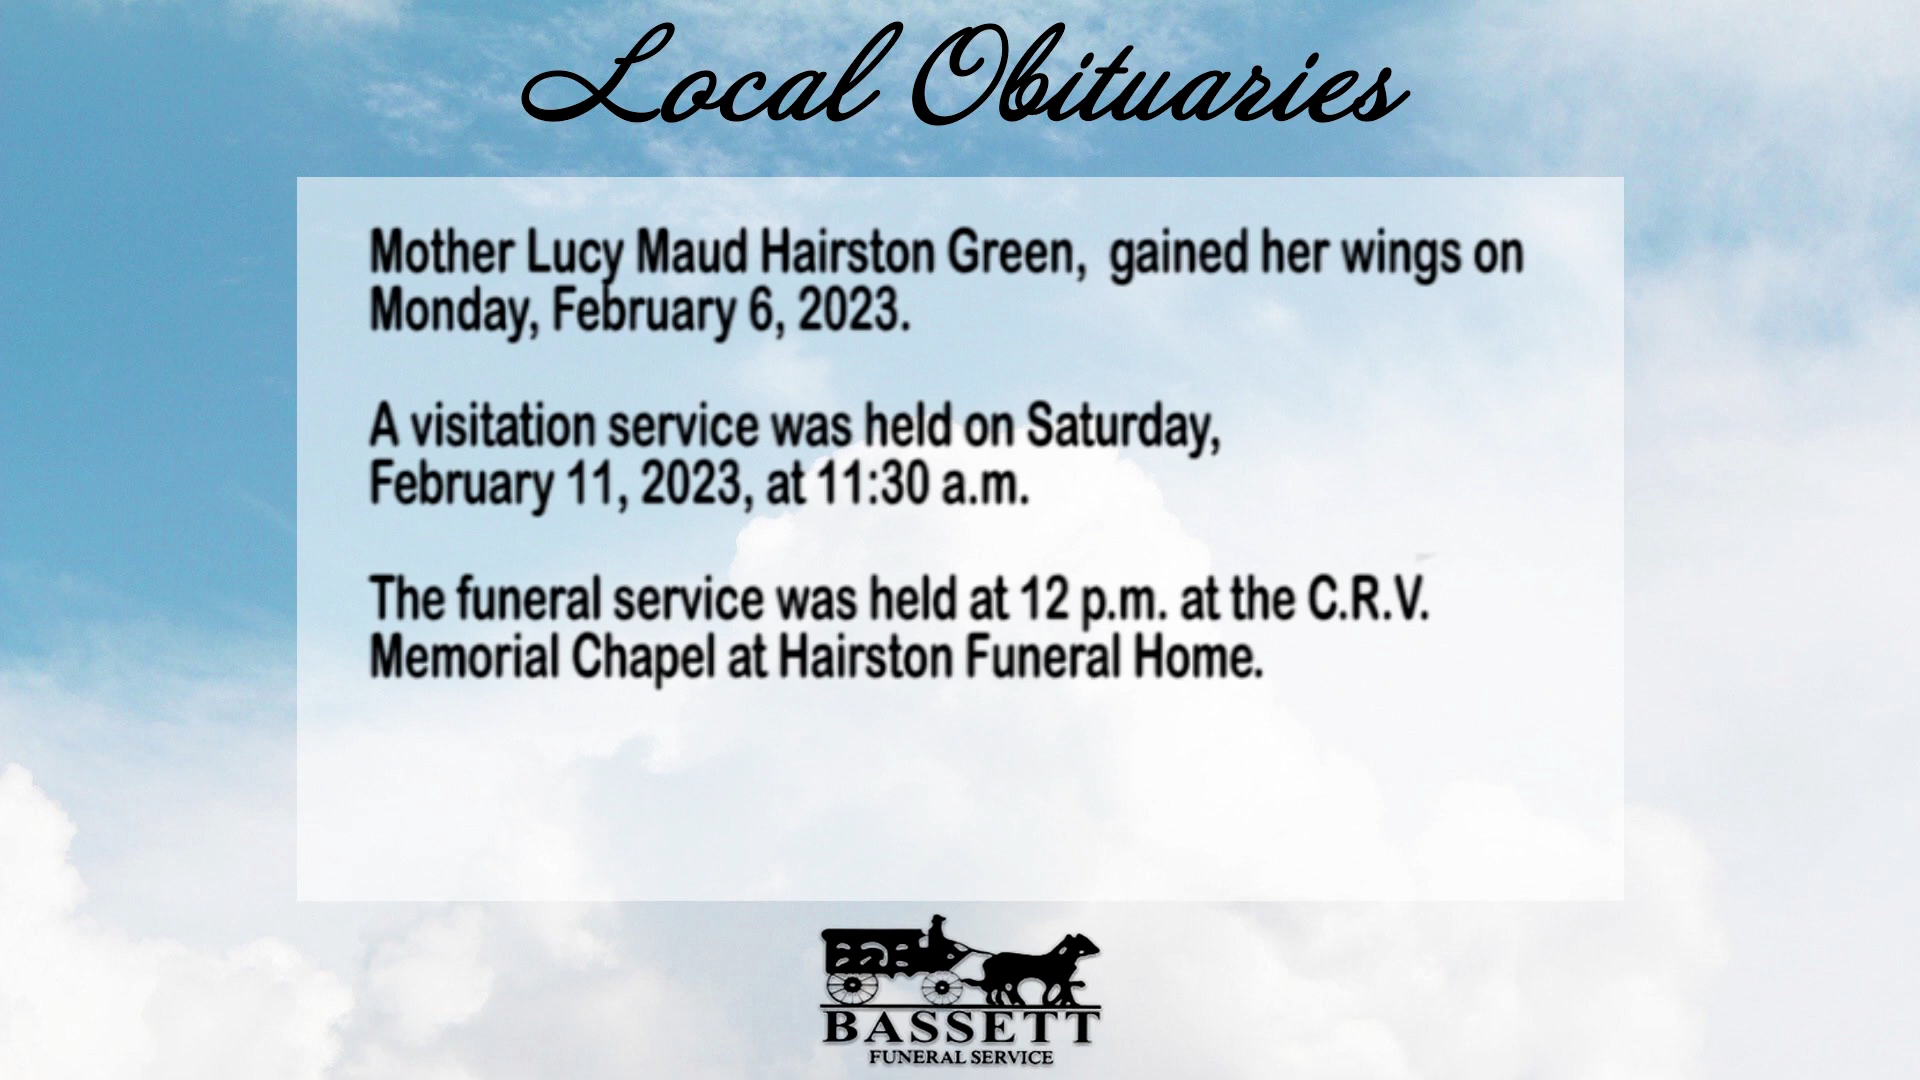 Local Obituaries
Mother Lucy Maud Hairston Green, gained her wings on
Monday, February 6, 2023.
A visitation service was held on Saturday,
February 11, 2023, at 11:30 a.m.
The funeral service was held at 12 p.m. at the C.R.V.
Memorial Chapel at Hairston Funeral Home.
BASSETT
FUNERAL SERVICE